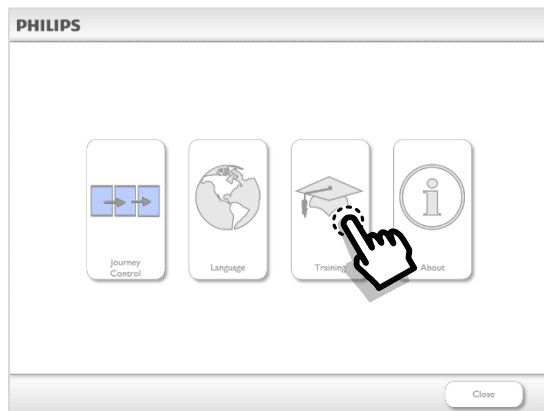 PHILIPS
Journey
Control
Language
Training
About
Close